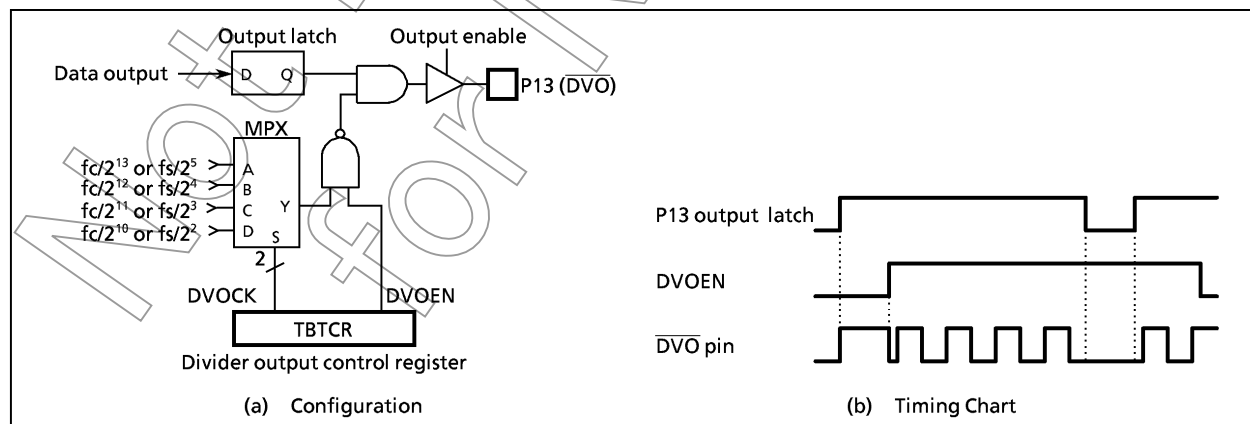 Output latch
Output enable
Data output
D Q
P13 (DVO)
MPX
fc/2¹³ or fs/2⁵
fc/2¹² or fs/2⁴
fc/2¹¹ or fs/2³
fc/2¹⁰ or fs/2²
A
B
C
D
Y
S
2
DVOCK
DVOEN
TBTCR
Divider output control register
(a) Configuration
P13 output latch
DVOEN
DVO pin
(b) Timing Chart
Not
for